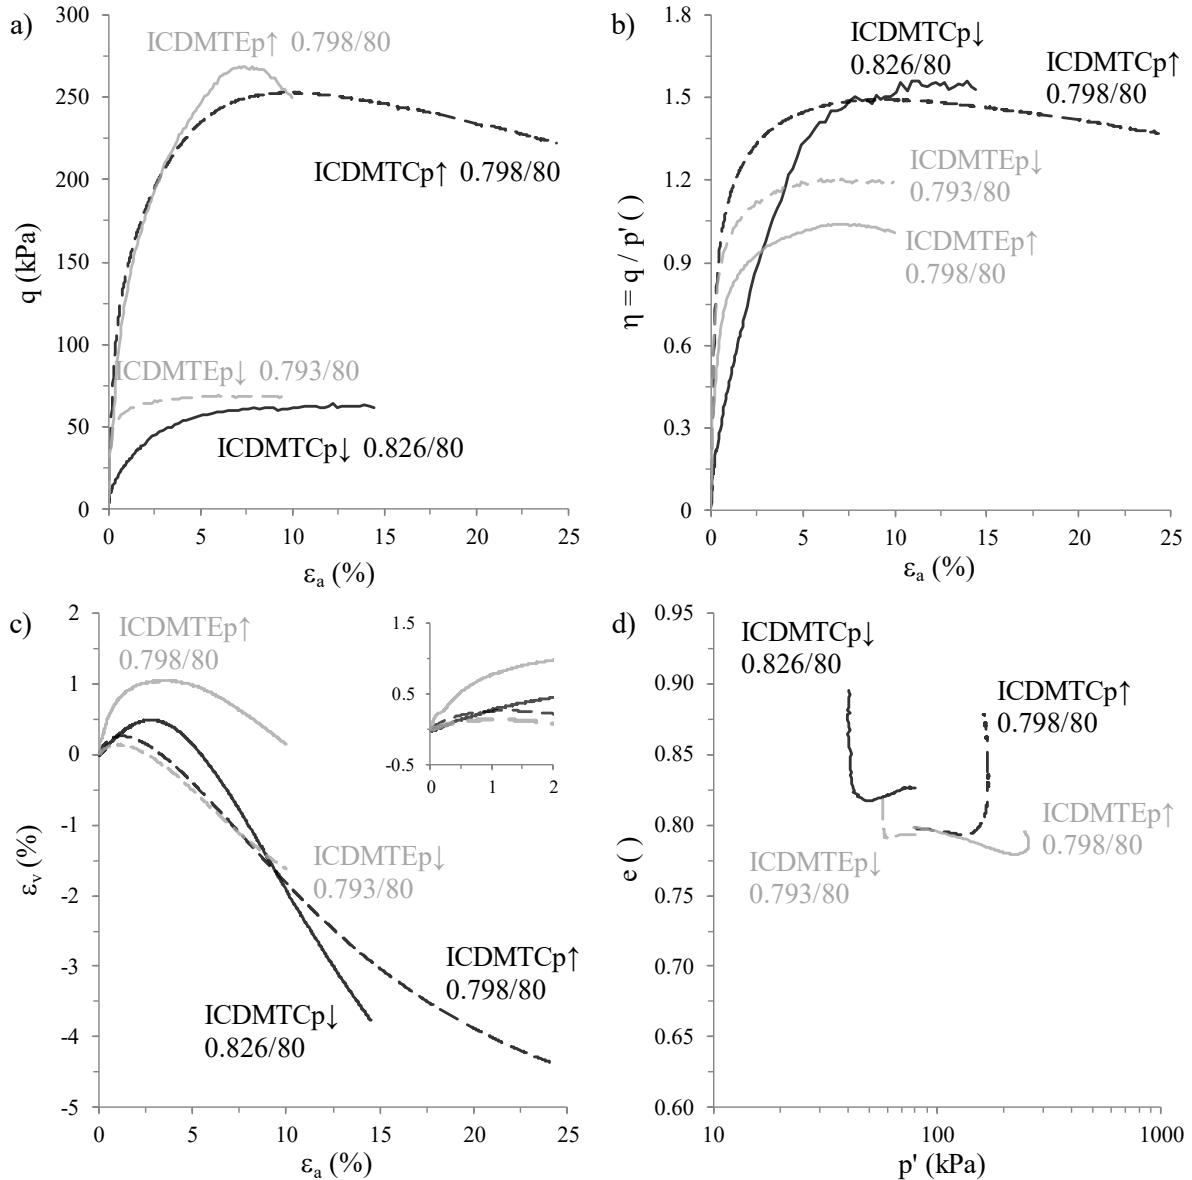 a)
300
250
200
150
100
50
0
q (kPa)
ICDMTEp↑ 0.798/80
ICDMTCp↑ 0.798/80
ICDMTEp↓ 0.793/80
ICDMTCp↓ 0.826/80
0 5 10 15 20 25
εa (%)
b)
1.8
1.5
1.2
0.9
0.6
0.3
0
η = q / p' ( )
ICDMTCp↓
0.826/80
ICDMTCp↑
0.798/80
ICDMTEp↓
0.793/80
ICDMTEp↑
0.798/80
0 5 10 15 20 25
εa (%)
c)
2
1
0
-1
-2
-3
-4
-5
εv (%)
ICDMTEp↑
0.798/80
1.5
0.5
-0.5
0 1 2
ICDMTEp↓
0.793/80
ICDMTCp↑
0.798/80
ICDMTCp↓
0.826/80
0 5 10 15 20 25
εa (%)
d)
0.95
0.90
0.85
0.80
0.75
0.70
0.65
0.60
e ( )
ICDMTCp↓
0.826/80
ICDMTCp↑
0.798/80
ICDMTEp↑
0.798/80
ICDMTEp↓
0.793/80
10 100 1000
p' (kPa)